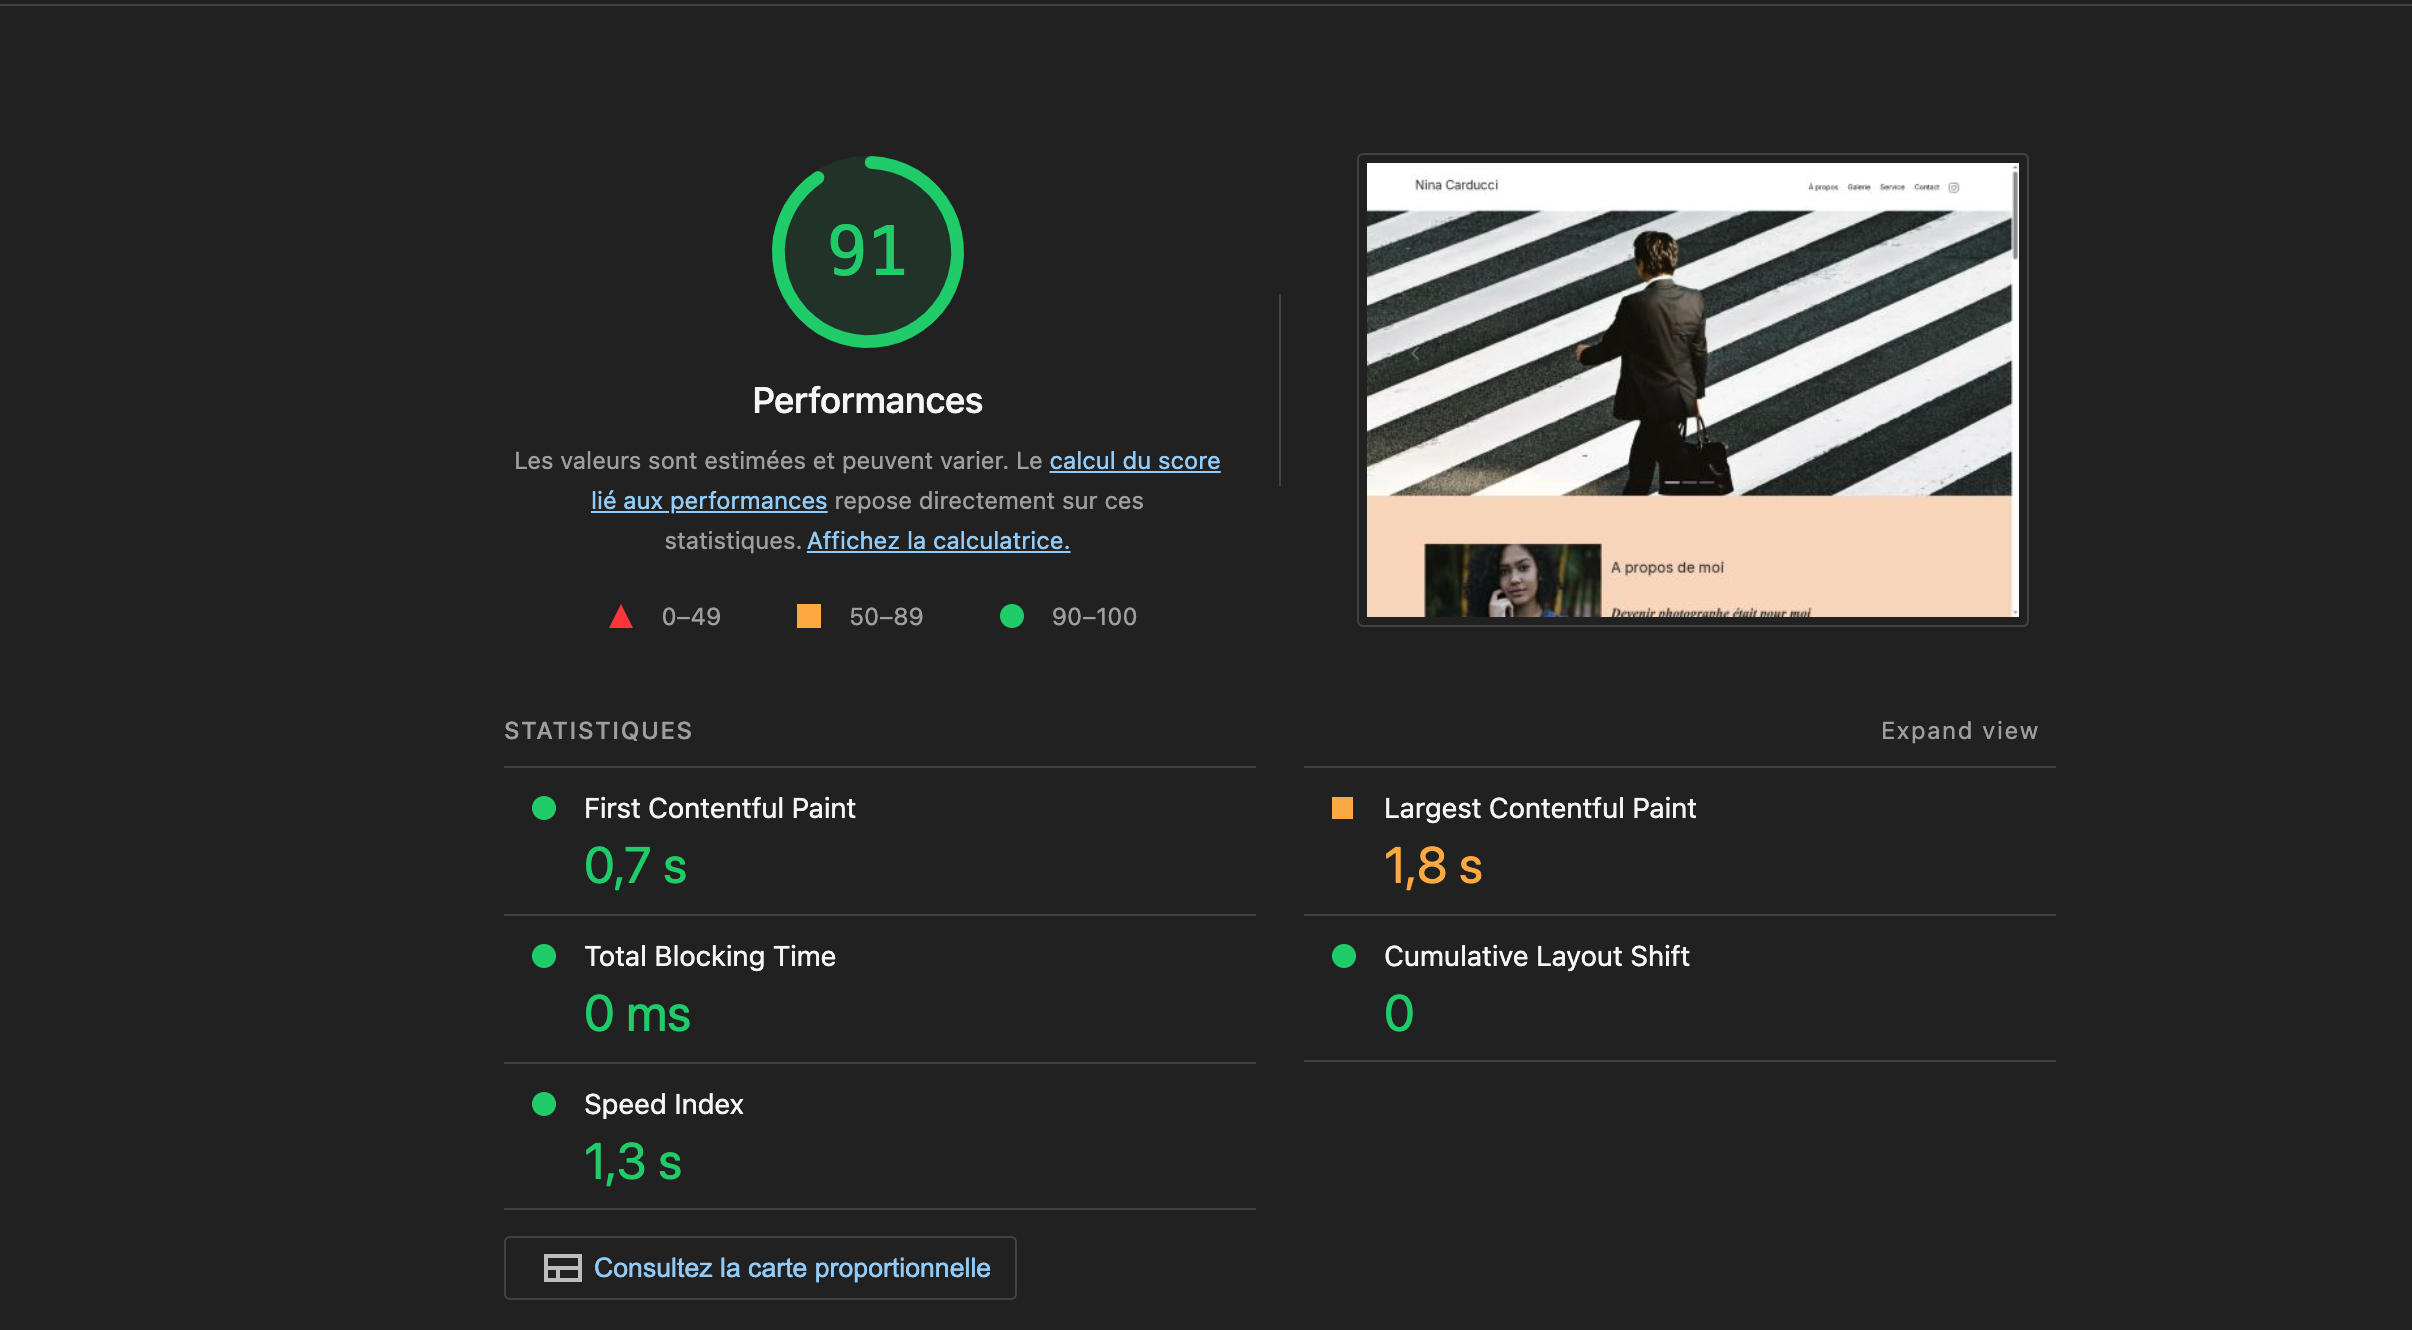 91
Performances
Les valeurs sont estimées et peuvent varier. Le calcul du score
lié aux performances repose directement sur ces
statistiques. Affichez la calculatrice.
0–49
50–89
90–100
Nina Carducci
À propos Galerie Service Contact
A propos de moi
Devenir photographe était pour moi
STATISTIQUES
Expand view
First Contentful Paint
0,7 s
Largest Contentful Paint
1,8 s
Total Blocking Time
0 ms
Cumulative Layout Shift
0
Speed Index
1,3 s
Consultez la carte proportionnelle